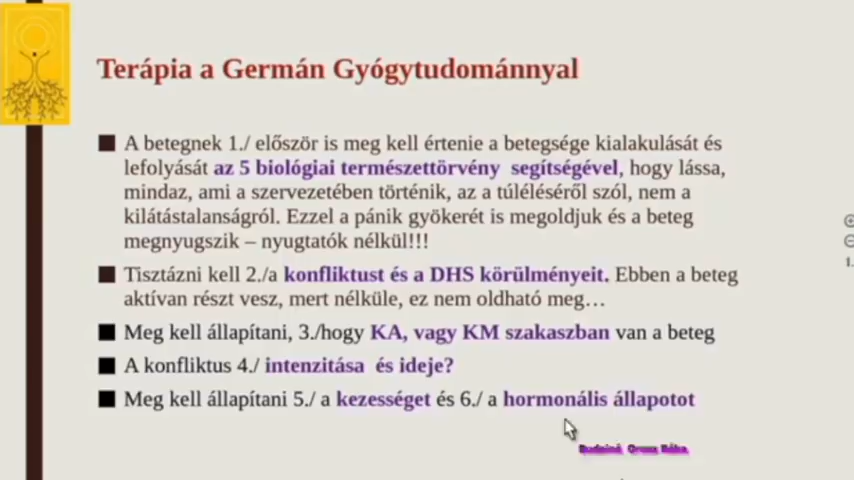 Terápia a Germán Gyógytudománnyal
A betegnek 1./ először is meg kell értenie a betegsége kialakulását és
lefolyását az 5 biológiai természettörvény segítségével, hogy lássa,
mindaz, ami a szervezetében történik, az a túléléséről szól, nem a
kilátástalanságról. Ezzel a pánik gyökerét is megoldjuk és a beteg
megnyugszik – nyugtatók nélkül!!!
Tisztázni kell 2./a konfliktust és a DHS körülményeit. Ebben a beteg
aktívan részt vesz, mert nélküle, ez nem oldható meg…
Meg kell állapítani, 3./hogy KA, vagy KM szakaszban van a beteg
A konfliktus 4./ intenzitása és ideje?
Meg kell állapítani 5./ a kezességet és 6./ a hormonális állapotot
1.